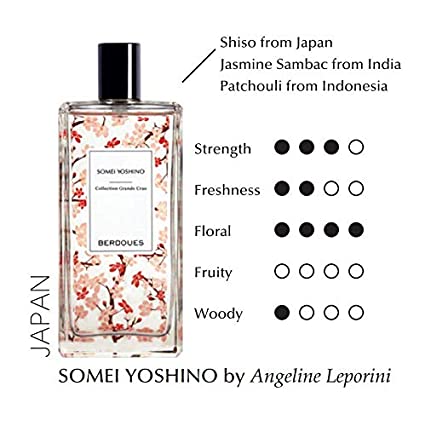 Shiso from Japan
Jasmine Sambac from India
Patchouli from Indonesia
SOMEI YOSHINO
Collection Grands Crus
BERDOUES
Strength
Freshness
Floral
Fruity
Woody
JAPAN
SOMEI YOSHINO by Angeline Leporini